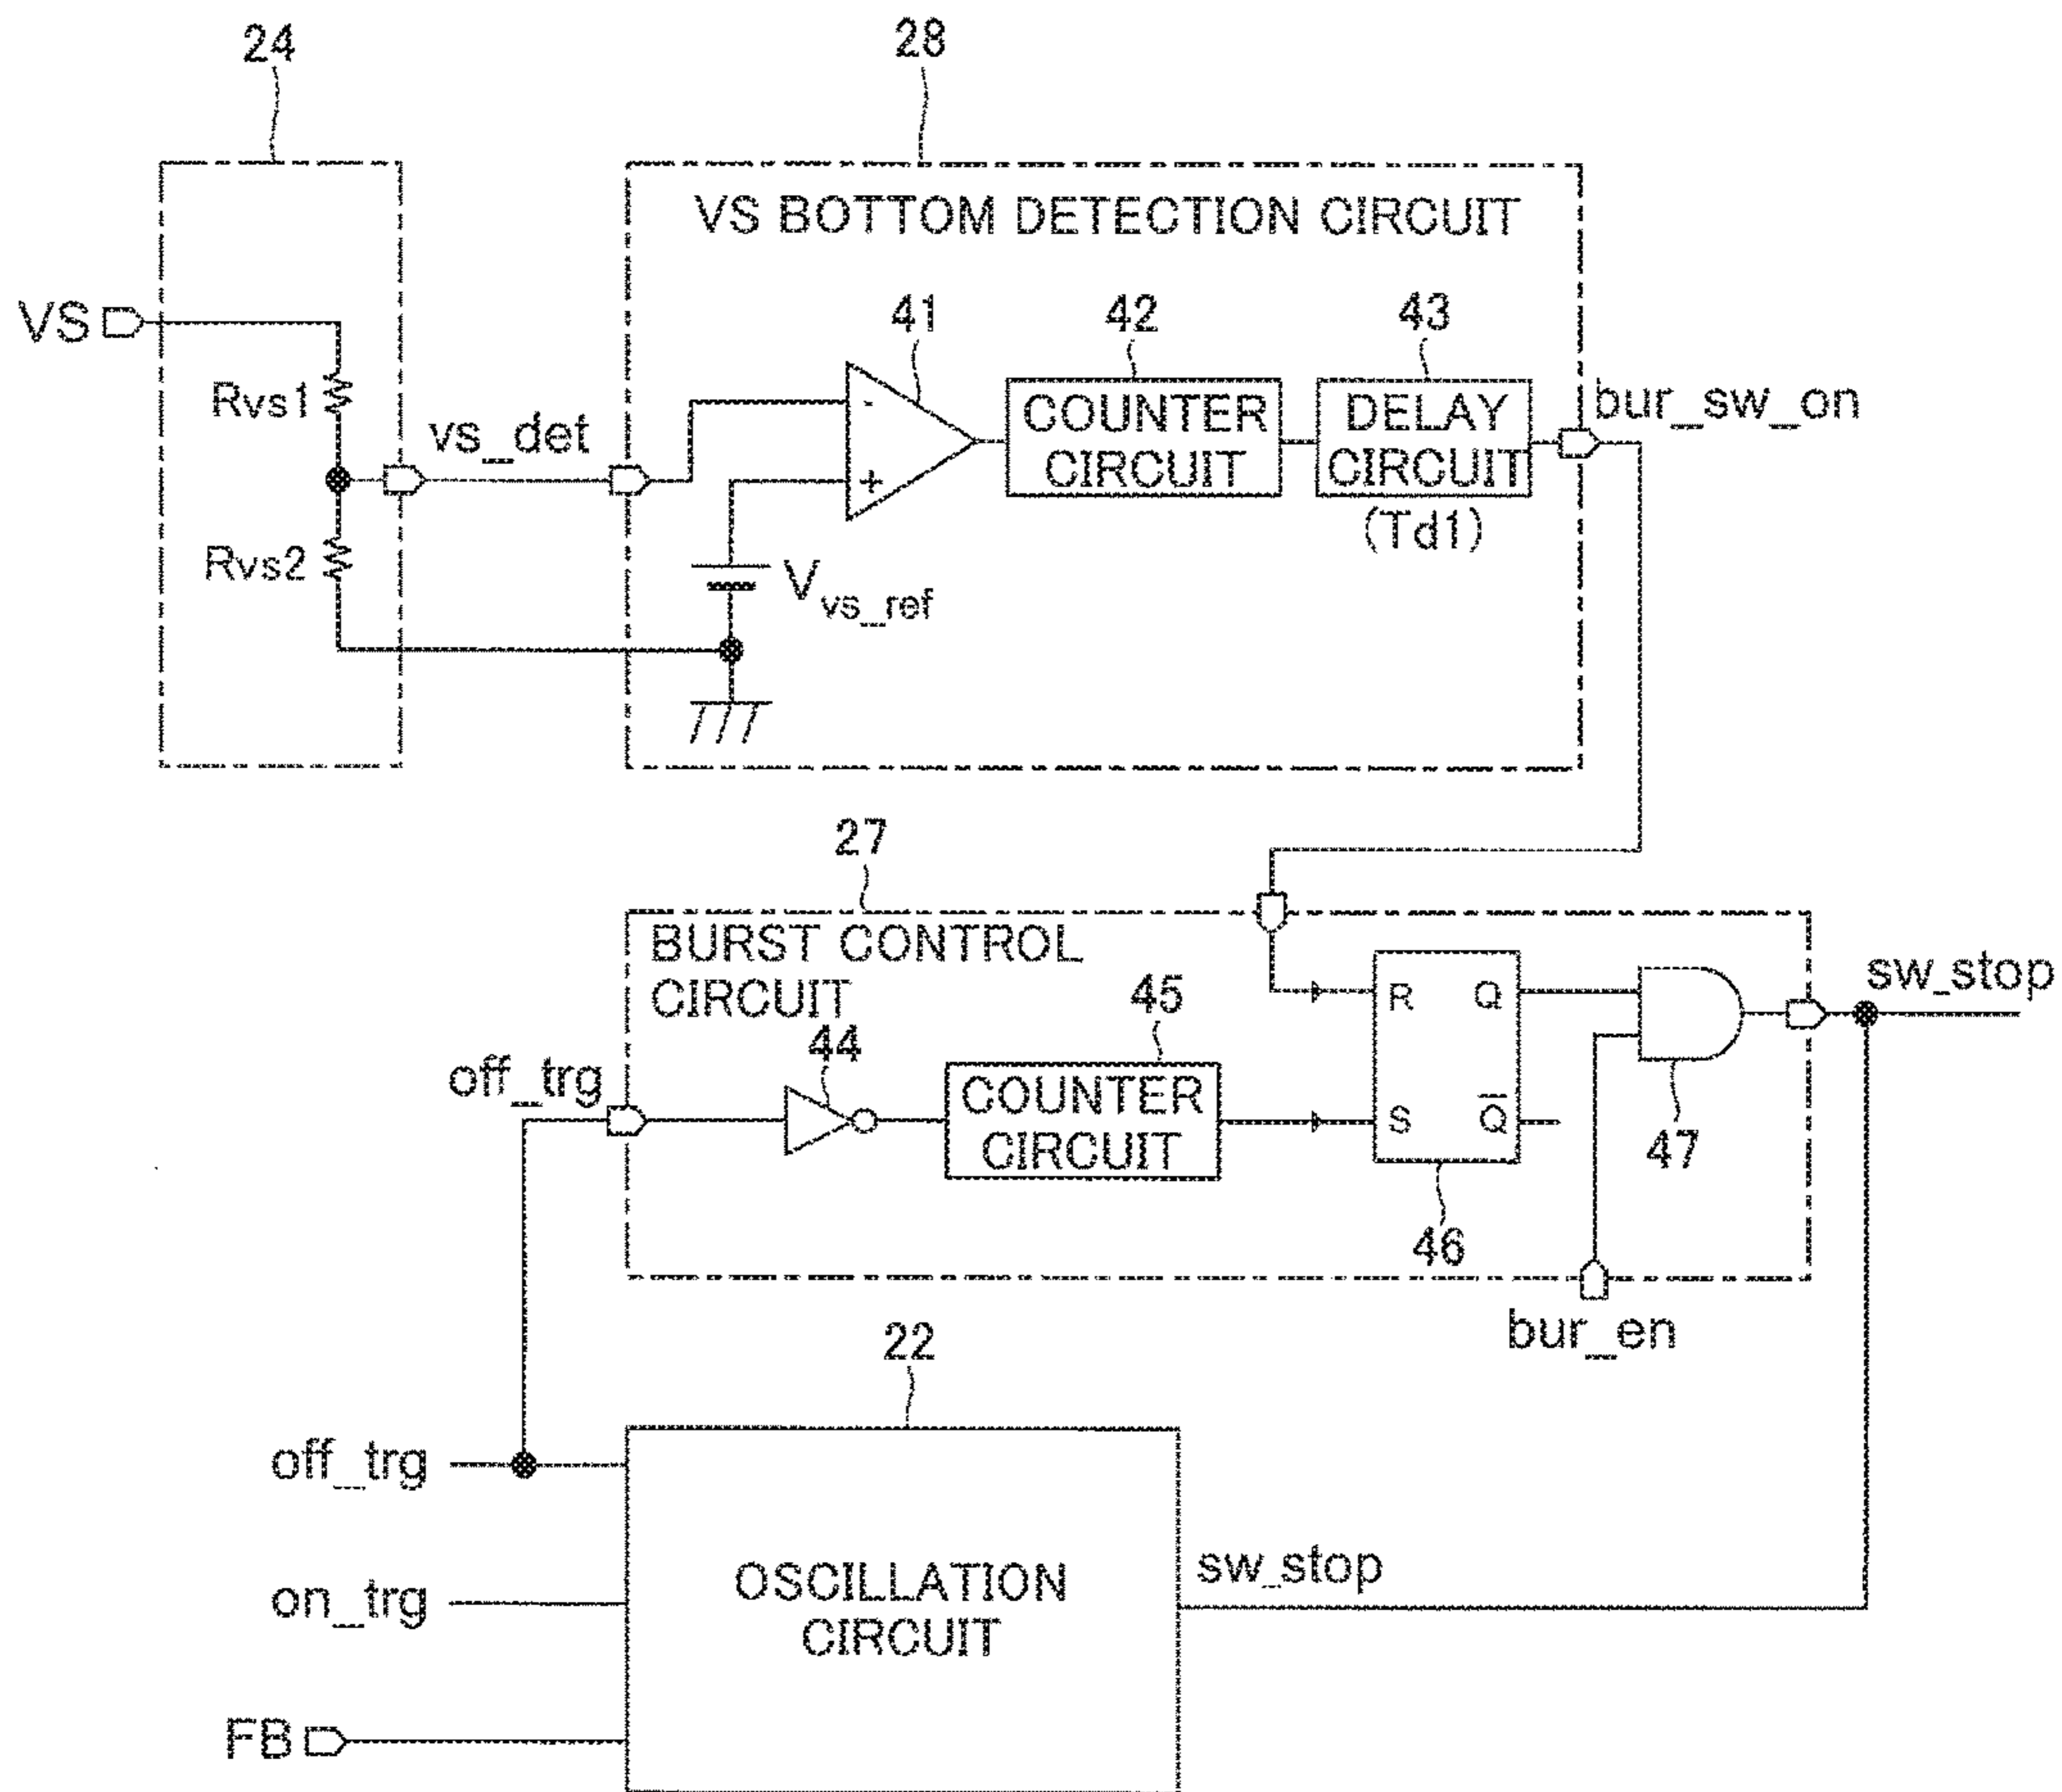 24
28
VS BOTTOM DETECTION CIRCUIT
VS
Rvs1
Rvs2
vs_det
41
-
+
V vs_ref
42
COUNTER
CIRCUIT
43
DELAY
CIRCUIT
(Td1)
bur_sw_on
27
BURST CONTROL
CIRCUIT
off_trg
44
45
COUNTER
CIRCUIT
R Q
S Q̅
46
47
sw_stop
bur_en
22
off_trg
on_trg
FB
OSCILLATION
CIRCUIT
sw_stop